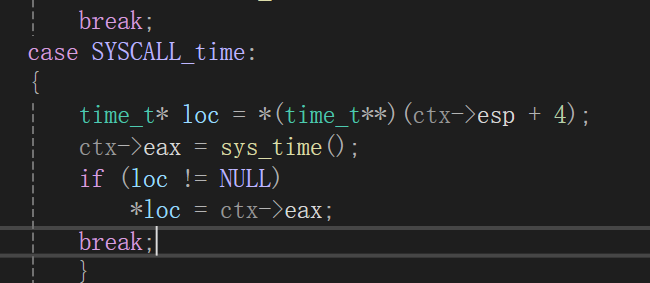 break;
case SYSCALL_time:
{
time_t* loc = *(time_t**)(ctx->esp + 4);
ctx->eax = sys_time();
if (loc != NULL)
*loc = ctx->eax;
break;
}